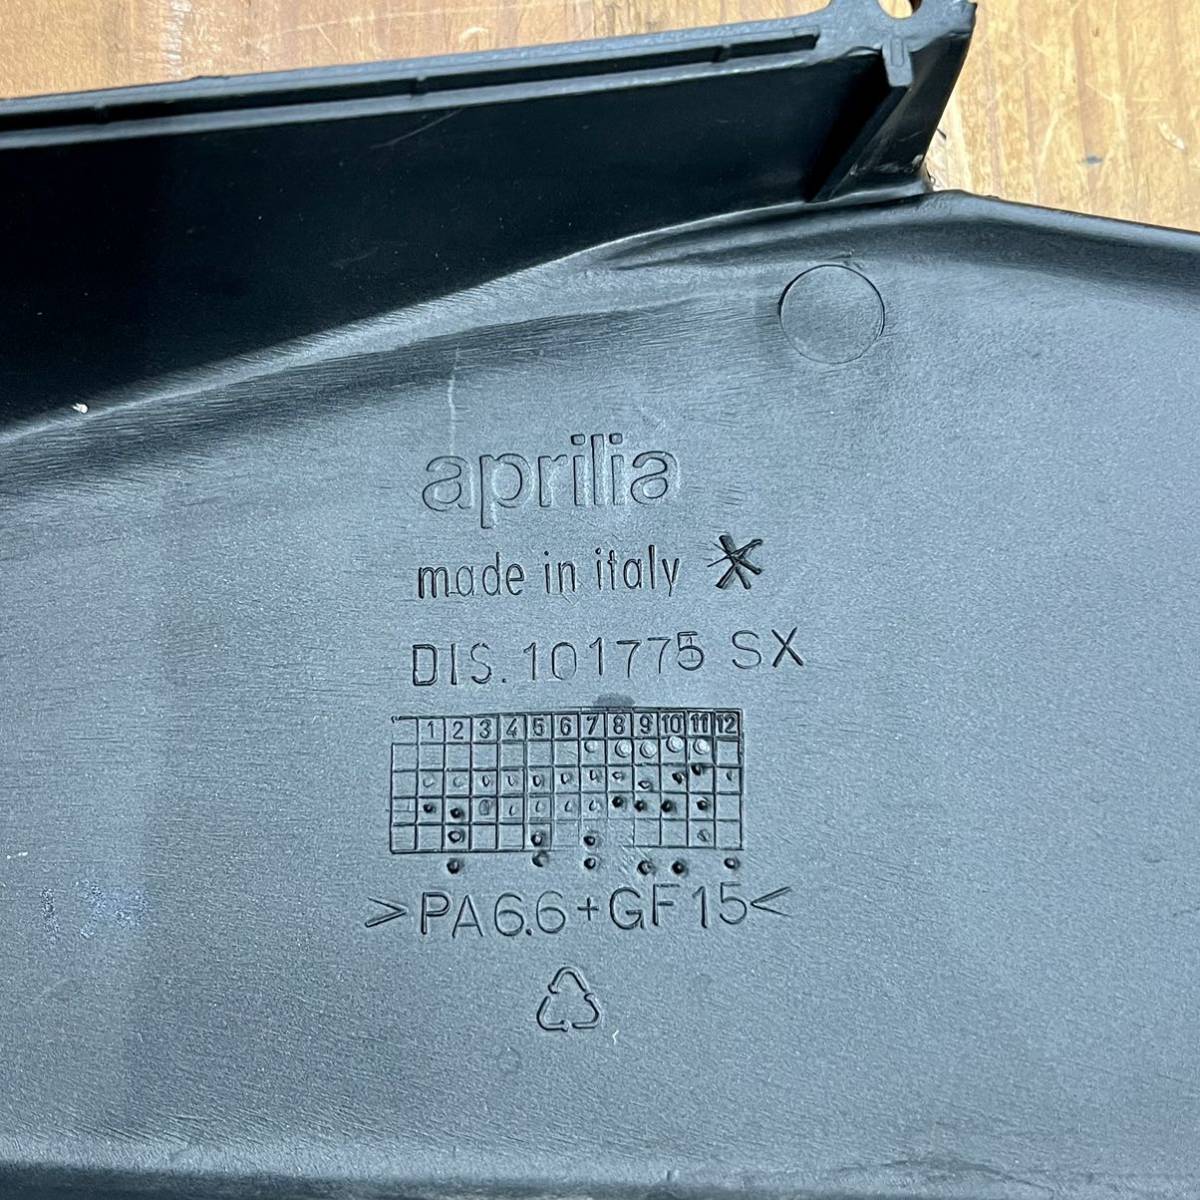 aprilia
made in italy *
DIS. 101775 SX
1 2 3 4 5 6 7 8 9 10 11 12
>PA6.6+GF15<